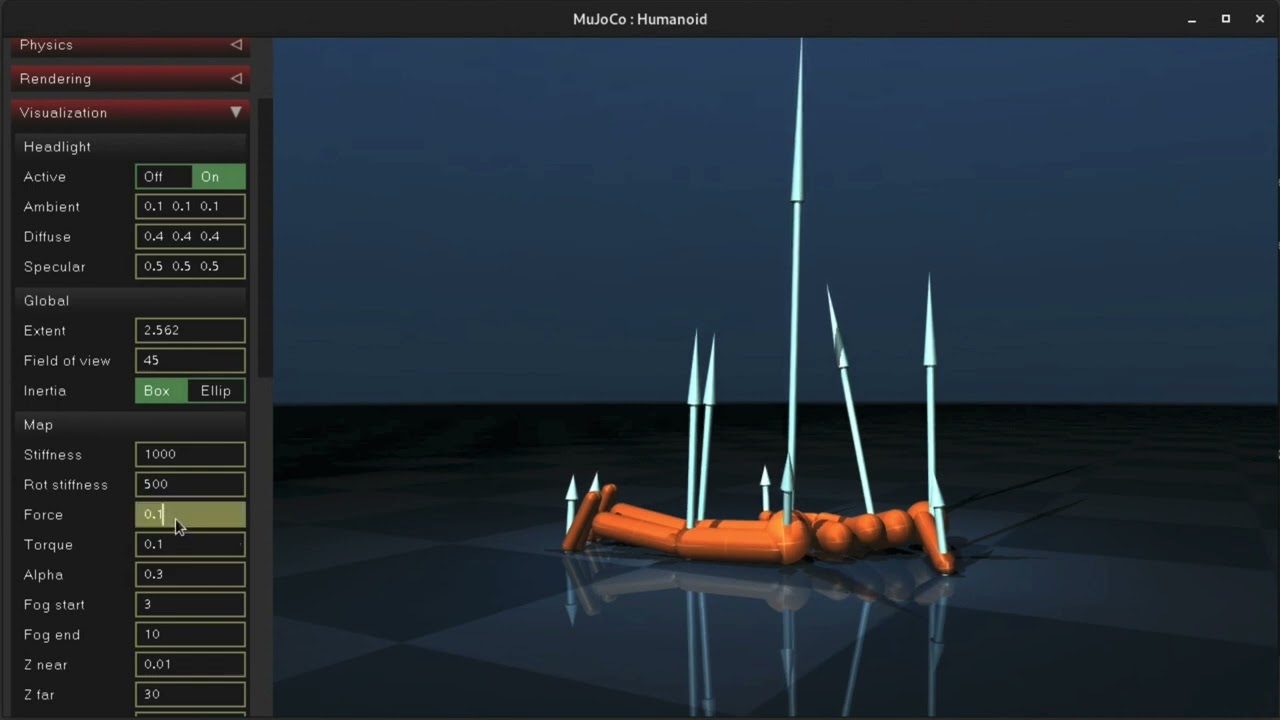 MuJoCo : Humanoid
Physics
Rendering
Visualization
Headlight
Active Off On
Ambient 0.1 0.1 0.1
Diffuse 0.4 0.4 0.4
Specular 0.5 0.5 0.5
Global
Extent 2.562
Field of view 45
Inertia Box Ellip
Map
Stiffness 1000
Rot stiffness 500
Force 0.1
Torque 0.1
Alpha 0.3
Fog start 3
Fog end 10
Z near 0.01
Z far 30